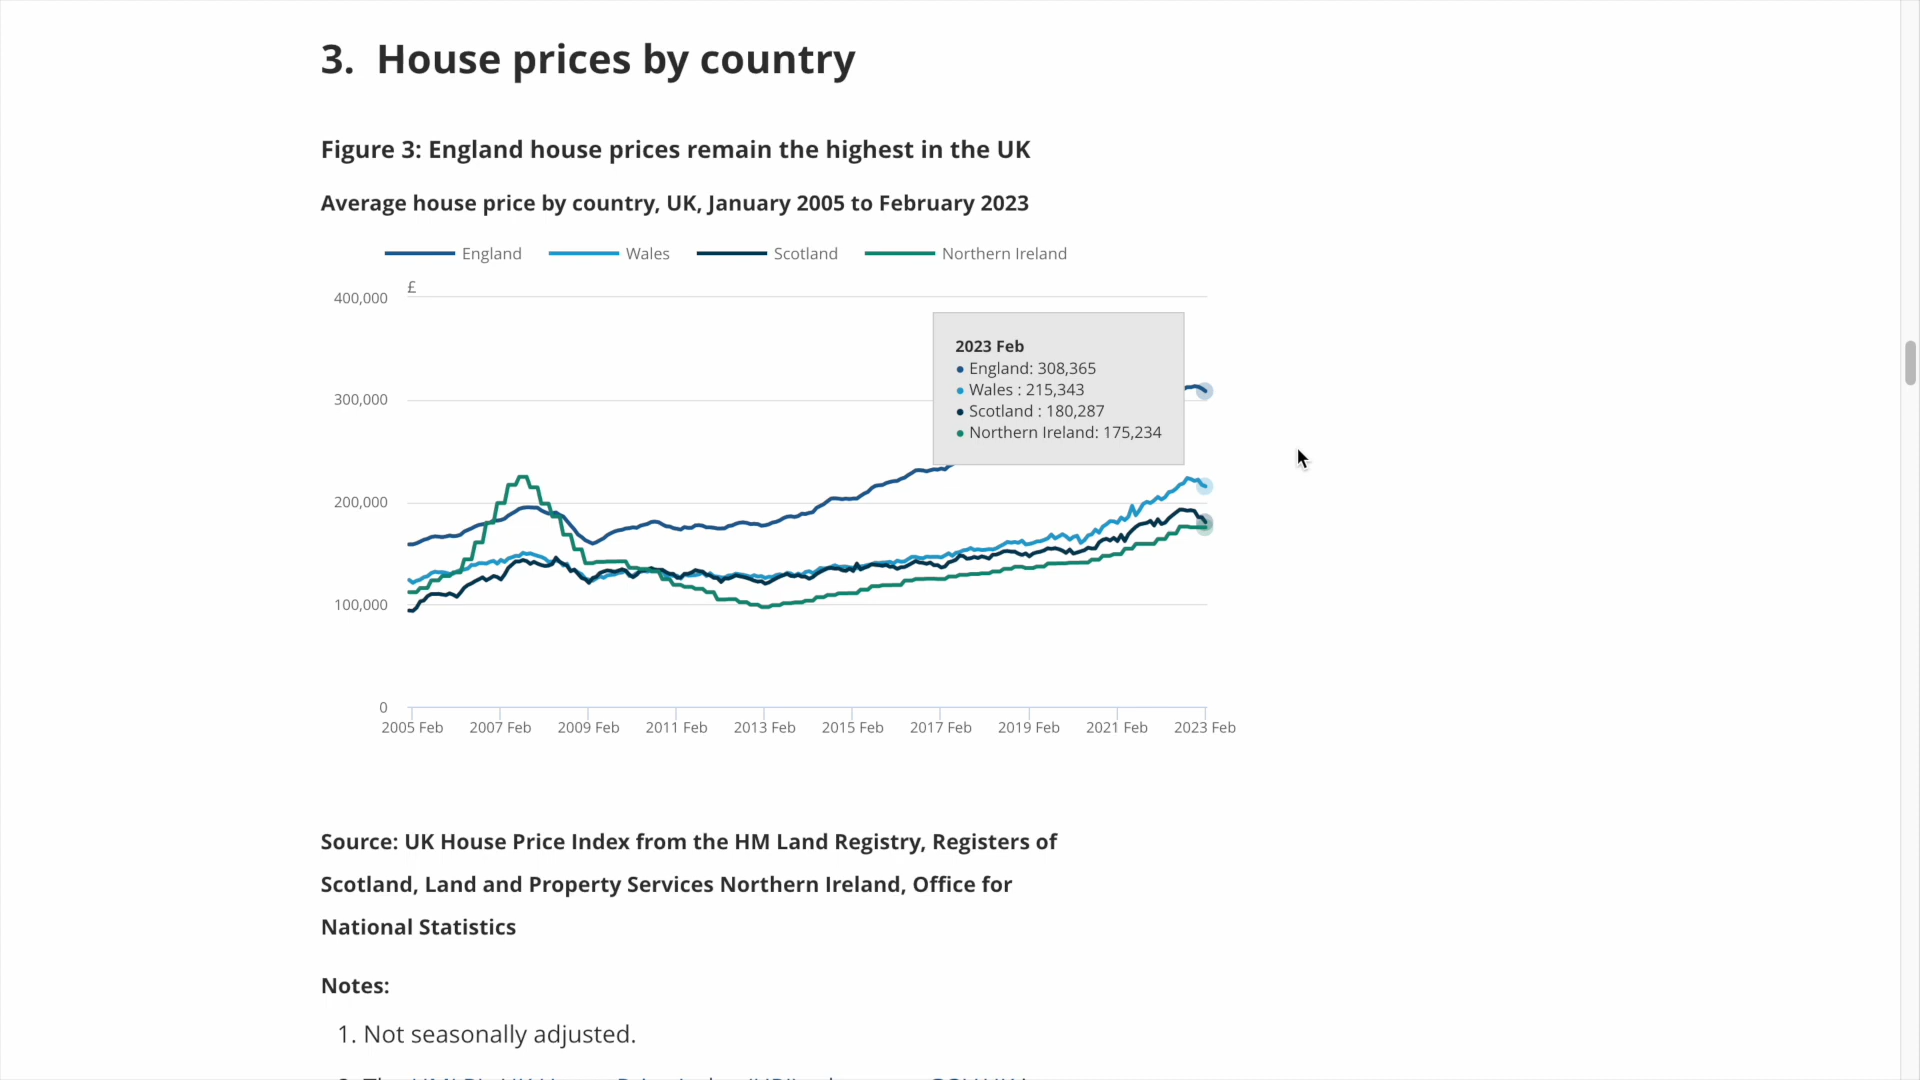 3. House prices by country
Figure 3: England house prices remain the highest in the UK
Average house price by country, UK, January 2005 to February 2023
England Wales Scotland Northern Ireland
£
400,000
300,000
200,000
100,000
0
2023 Feb
England: 308,365
Wales : 215,343
Scotland : 180,287
Northern Ireland: 175,234
2005 Feb 2007 Feb 2009 Feb 2011 Feb 2013 Feb 2015 Feb 2017 Feb 2019 Feb 2021 Feb 2023 Feb
Source: UK House Price Index from the HM Land Registry, Registers of
Scotland, Land and Property Services Northern Ireland, Office for
National Statistics
Notes:
1. Not seasonally adjusted.